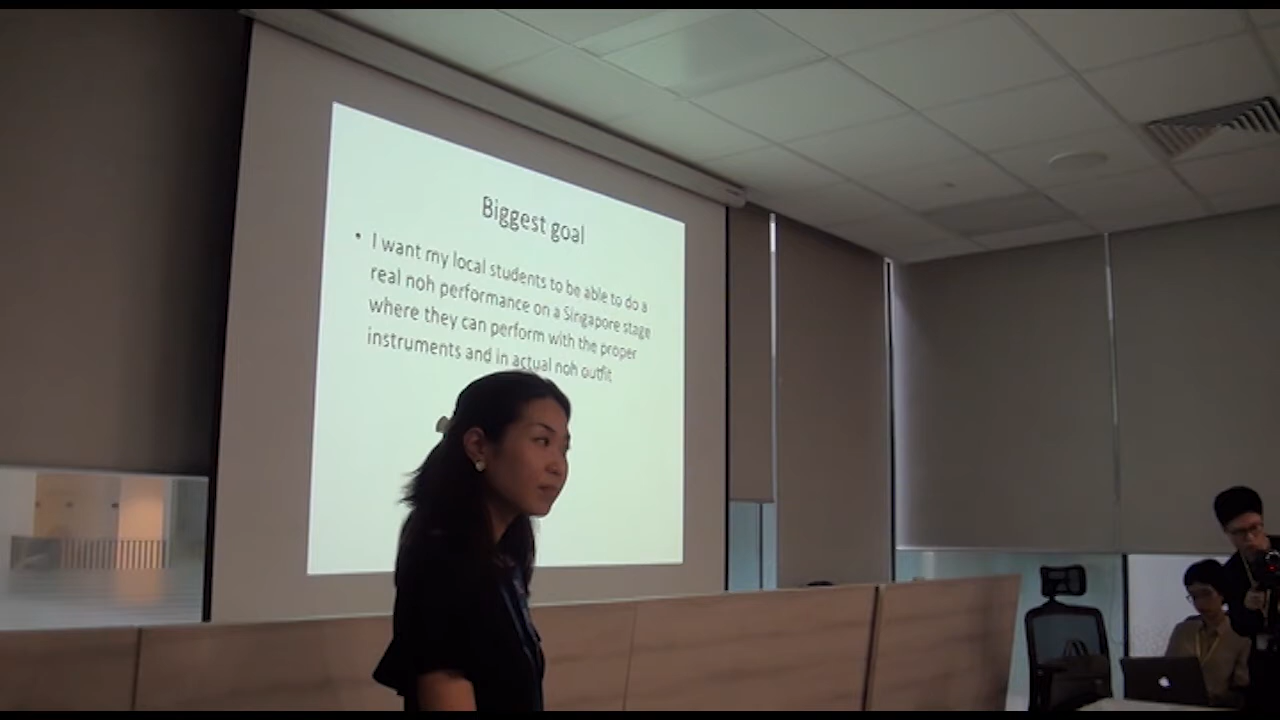 Biggest goal
• I want my local students to be able to do a
real noh performance on a Singapore stage
where they can perform with the proper
instruments and in actual noh outfit